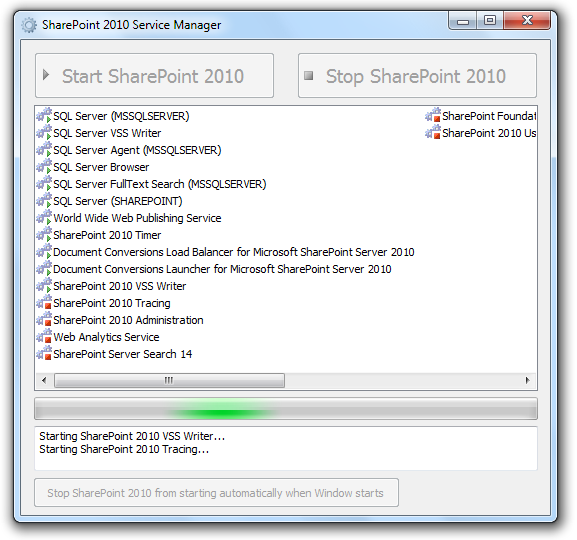 SharePoint 2010 Service Manager
Start SharePoint 2010
Stop SharePoint 2010
SQL Server (MSSQLSERVER)
SQL Server VSS Writer
SQL Server Agent (MSSQLSERVER)
SQL Server Browser
SQL Server FullText Search (MSSQLSERVER)
SQL Server (SHAREPOINT)
World Wide Web Publishing Service
SharePoint 2010 Timer
Document Conversions Load Balancer for Microsoft SharePoint Server 2010
Document Conversions Launcher for Microsoft SharePoint Server 2010
SharePoint 2010 VSS Writer
SharePoint 2010 Tracing
SharePoint 2010 Administration
Web Analytics Service
SharePoint Server Search 14
SharePoint Foundat
SharePoint 2010 Us
Starting SharePoint 2010 VSS Writer...
Starting SharePoint 2010 Tracing...
Stop SharePoint 2010 from starting automatically when Window starts